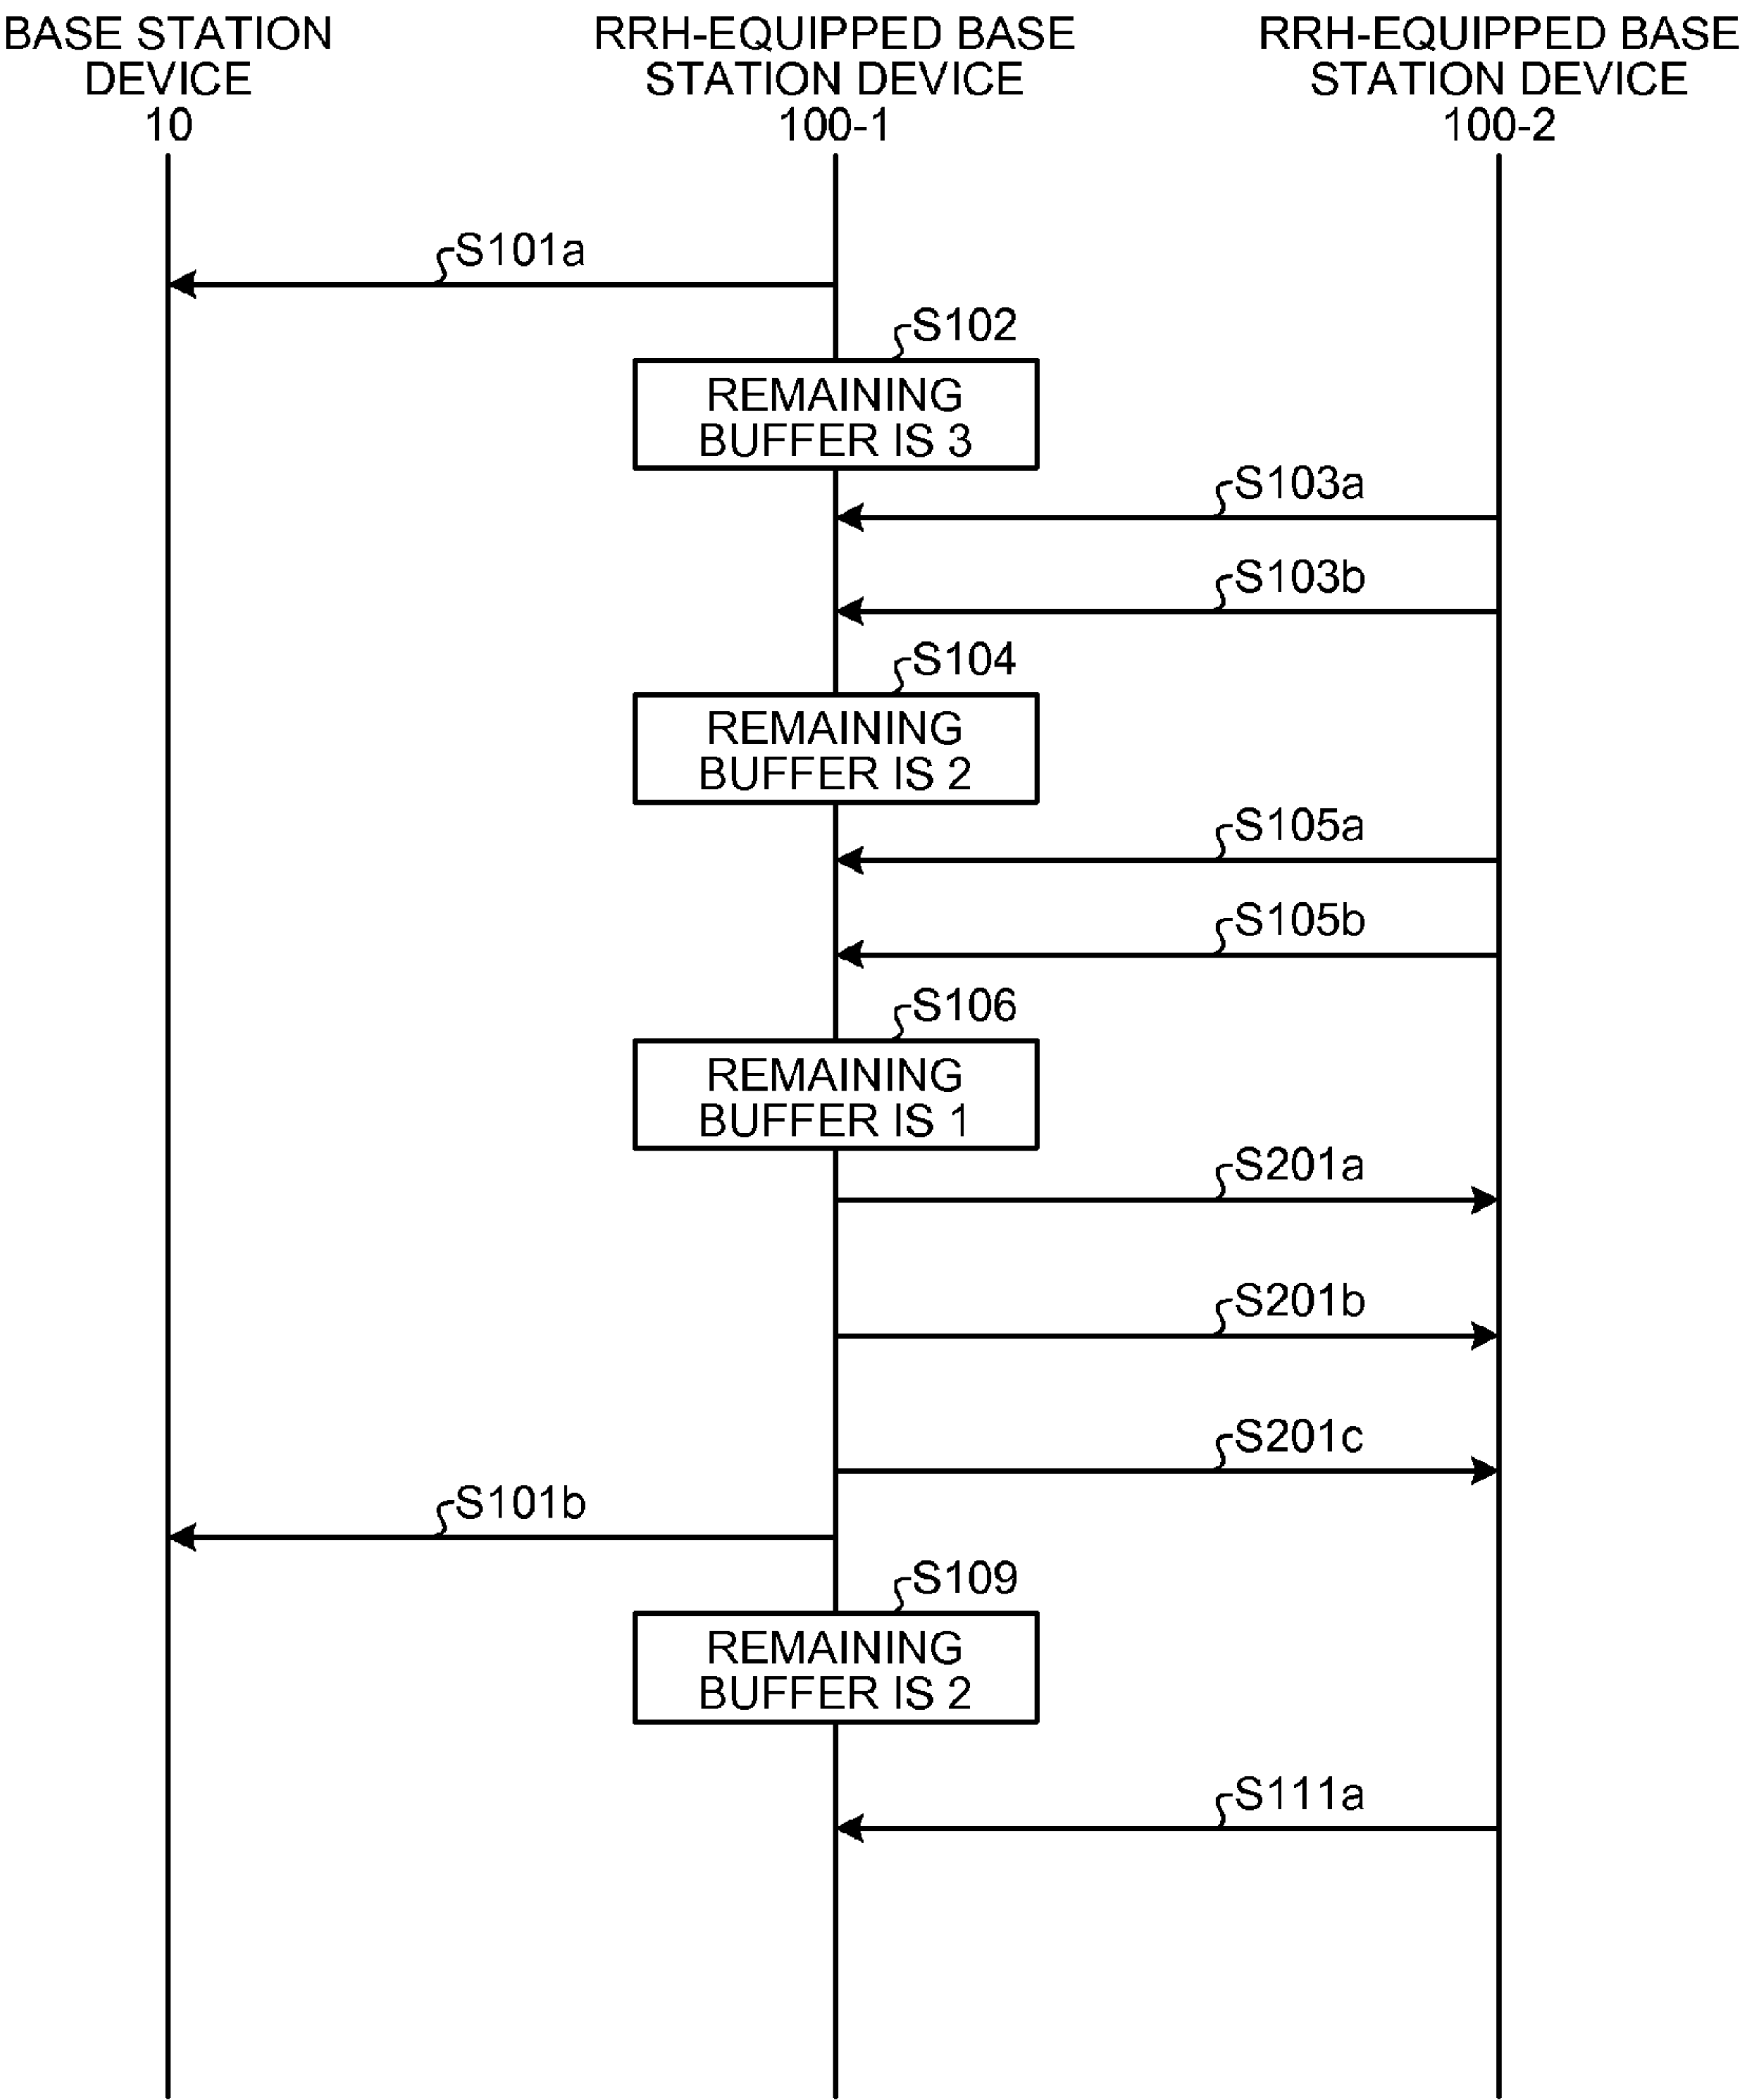 BASE STATION
DEVICE
10
RRH-EQUIPPED BASE
STATION DEVICE
100-1
RRH-EQUIPPED BASE
STATION DEVICE
100-2
S101a
S102
REMAINING
BUFFER IS 3
S103a
S103b
S104
REMAINING
BUFFER IS 2
S105a
S105b
S106
REMAINING
BUFFER IS 1
S201a
S201b
S201c
S101b
S109
REMAINING
BUFFER IS 2
S111a